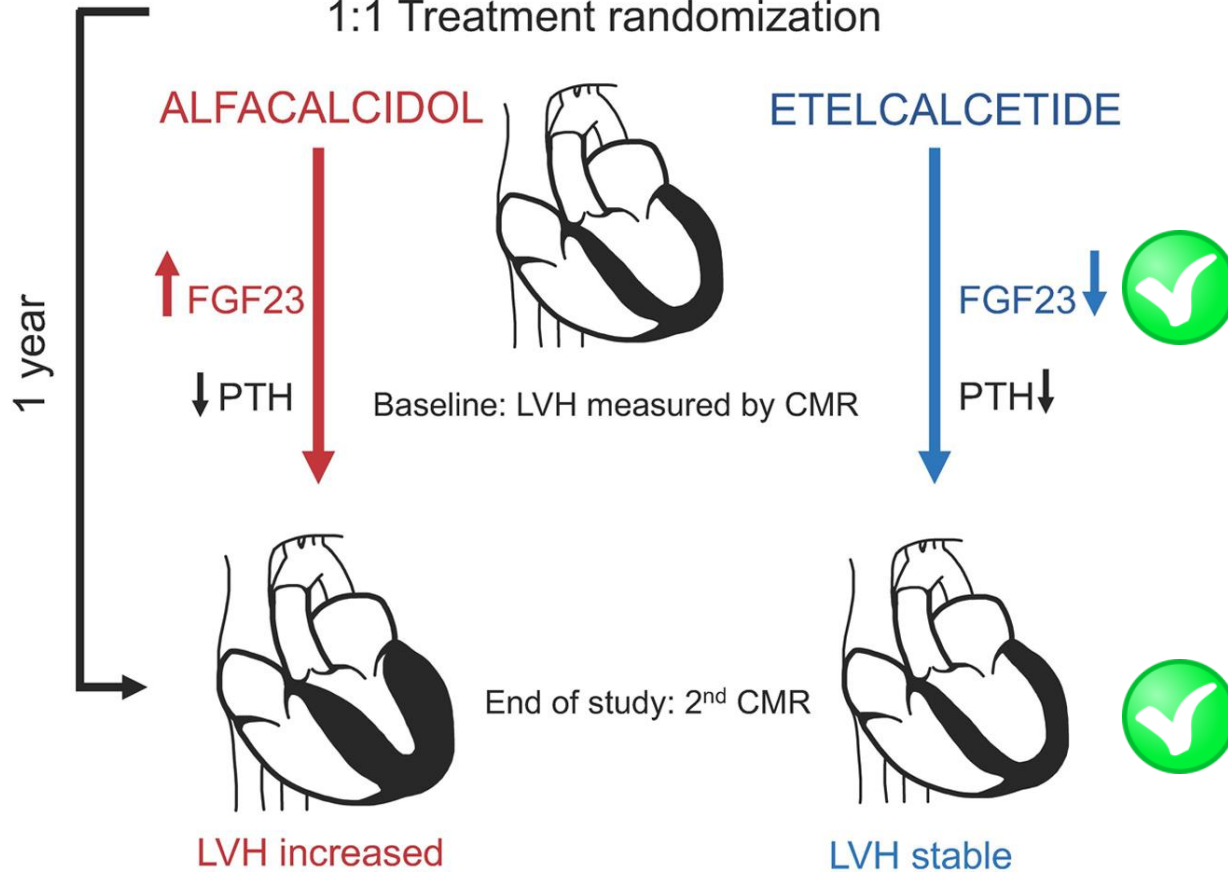 1:1 Treatment randomization
ALFACALCIDOL
ETELCALCETIDE
1 year
FGF23
FGF23
PTH
Baseline: LVH measured by CMR
PTH
End of study: 2nd CMR
LVH increased
LVH stable